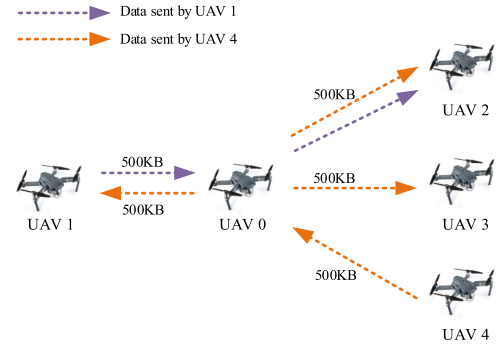 Data sent by UAV 1
Data sent by UAV 4
500KB
UAV 2
500KB
500KB
500KB
UAV 1
UAV 0
UAV 3
500KB
UAV 4